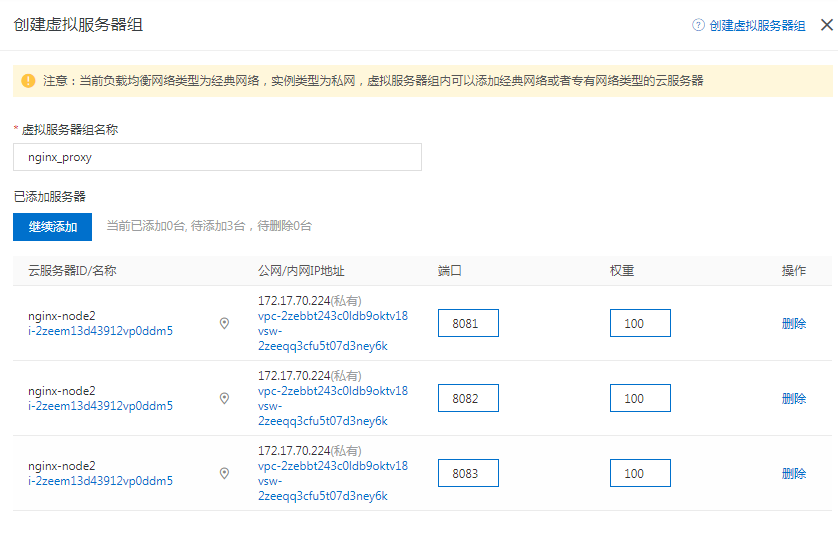 创建虚拟服务器组
创建虚拟服务器组
注意：当前负载均衡网络类型为经典网络，实例类型为私网，虚拟服务器组内可以添加经典网络或者专有网络类型的云服务器
* 虚拟服务器组名称
nginx_proxy
已添加服务器
继续添加 当前已添加0台, 待添加3台，待删除0台
云服务器ID/名称 公网/内网IP地址 端口 权重 操作
nginx-node2
i-2zeem13d43912vp0ddm5
172.17.70.224(私有)
vpc-2zebbt243c0ldb9oktv18
vsw-
2zeeqq3cfu5t07d3ney6k
8081
100
删除
nginx-node2
i-2zeem13d43912vp0ddm5
172.17.70.224(私有)
vpc-2zebbt243c0ldb9oktv18
vsw-
2zeeqq3cfu5t07d3ney6k
8082
100
删除
nginx-node2
i-2zeem13d43912vp0ddm5
172.17.70.224(私有)
vpc-2zebbt243c0ldb9oktv18
vsw-
2zeeqq3cfu5t07d3ney6k
8083
100
删除